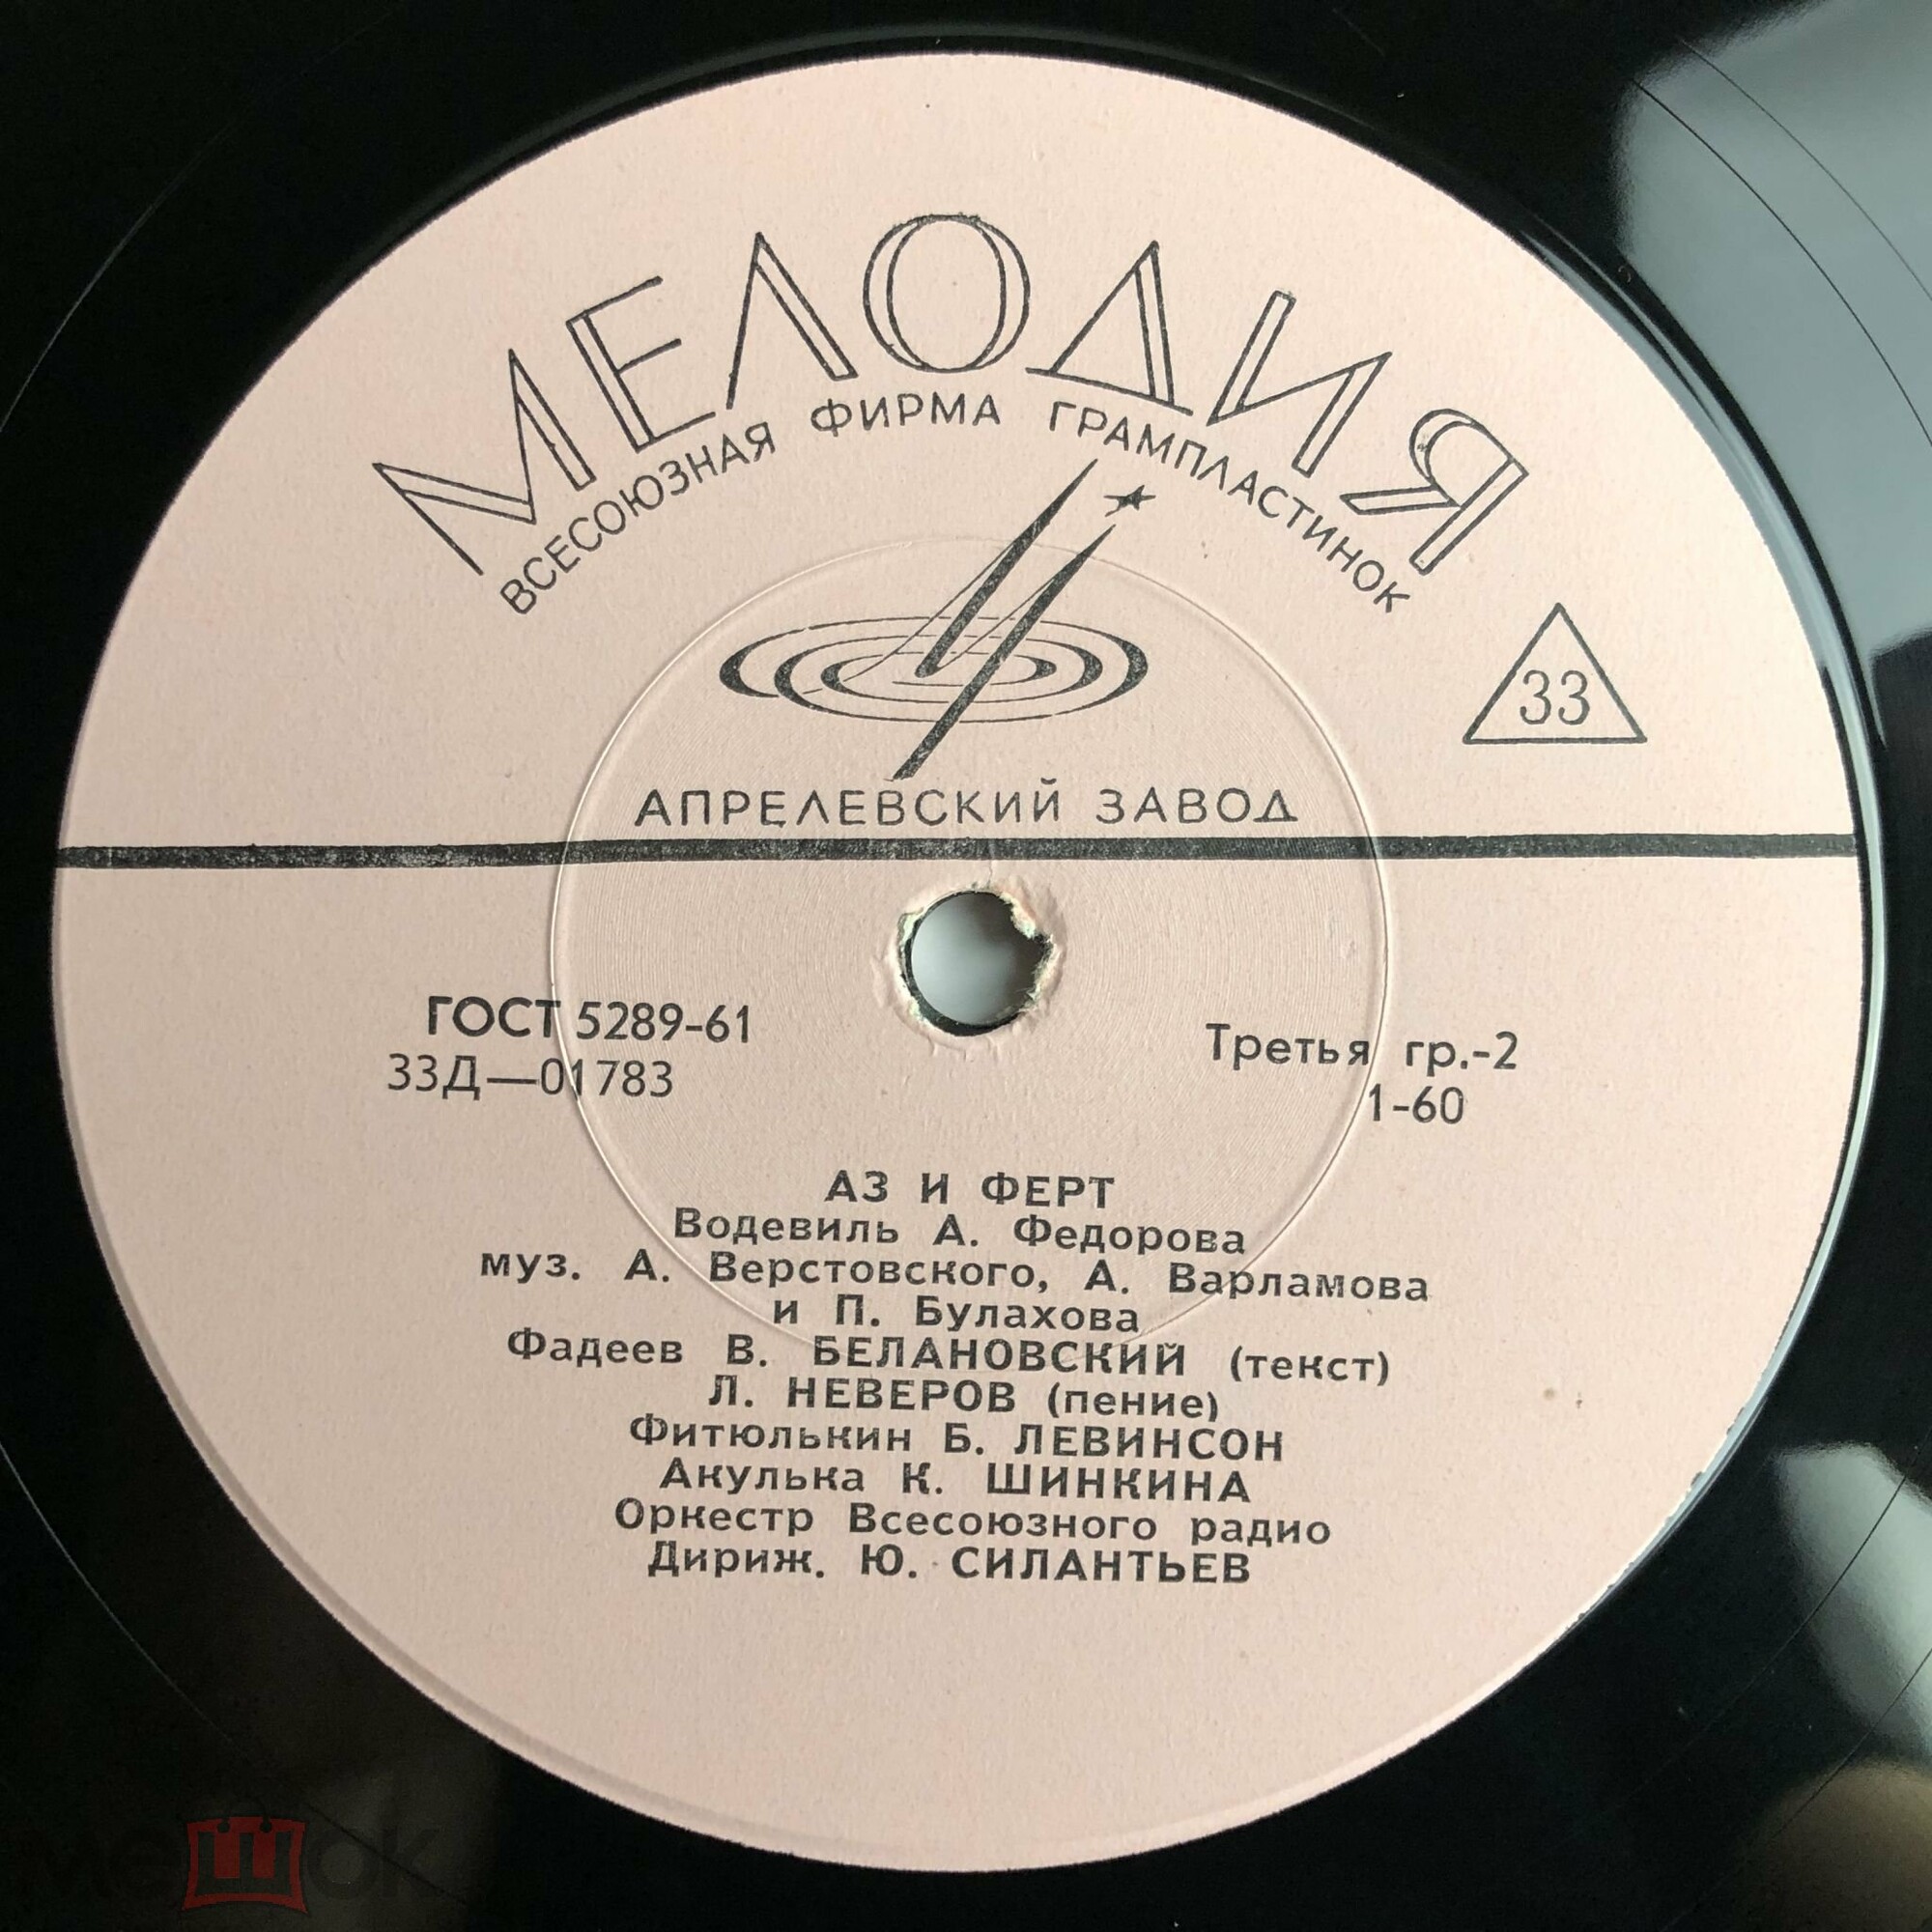 МЕЛОДИЯ
ВСЕСОЮЗНАЯ ФИРМА ГРАМПЛАСТИНОК
33
АПРЕЛЕВСКИЙ ЗАВОД
ГОСТ 5289-61
33Д—01783
Третья гр.-2
1-60
АЗ И ФЕРТ
Водевиль А. Федорова
муз. А. Верстовского, А. Варламова
и П. Булахова
Фадеев В. БЕЛАНОВСКИЙ (текст)
Л. НЕВЕРОВ (пение)
Фитюлькин Б. ЛЕВИНСОН
Акулька К. ШИНКИНА
Оркестр Всесоюзного радио
Дириж. Ю. СИЛАНТЬЕВ
мешок